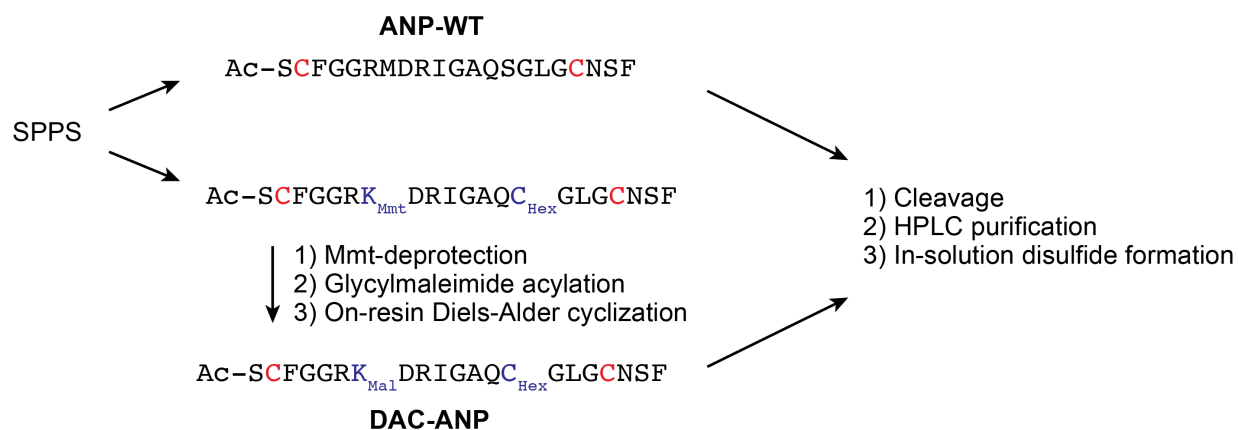 ANP-WT
Ac-SCFGGRMDRIGAQSGLGCNSF
SPPS
Ac-SCFGGRKMmtDRIGAQCHexGLGCNSF
1) Mmt-deprotection
2) Glycylmaleimide acylation
3) On-resin Diels-Alder cyclization
Ac-SCFGGRKMalDRIGAQCHexGLGCNSF
DAC-ANP
1) Cleavage
2) HPLC purification
3) In-solution disulfide formation